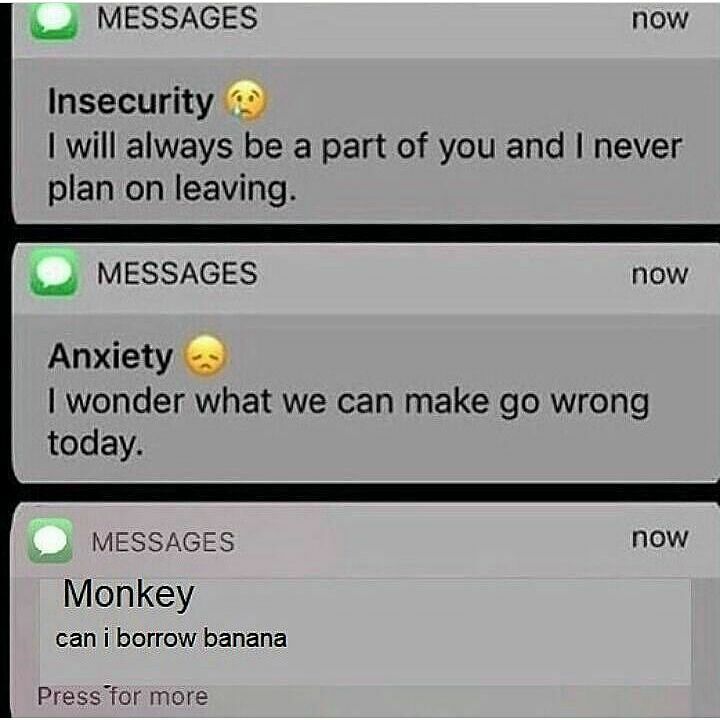 MESSAGES now
Insecurity 😢
I will always be a part of you and I never
plan on leaving.
MESSAGES now
Anxiety 😞
I wonder what we can make go wrong
today.
MESSAGES now
Monkey
can i borrow banana
Press for more